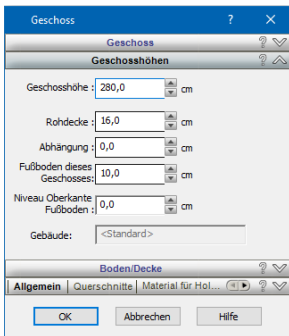 Geschoss
Geschoss
Geschosshöhen
Geschosshöhe : 280,0 cm
Rohdecke : 16,0 cm
Abhängung : 0,0 cm
Fußboden dieses
Geschosses: 10,0 cm
Niveau Oberkante
Fußboden : 0,0 cm
Gebäude: <Standard>
Boden/Decke
Allgemein Querschnitte Material für Hol...
OK Abbrechen Hilfe